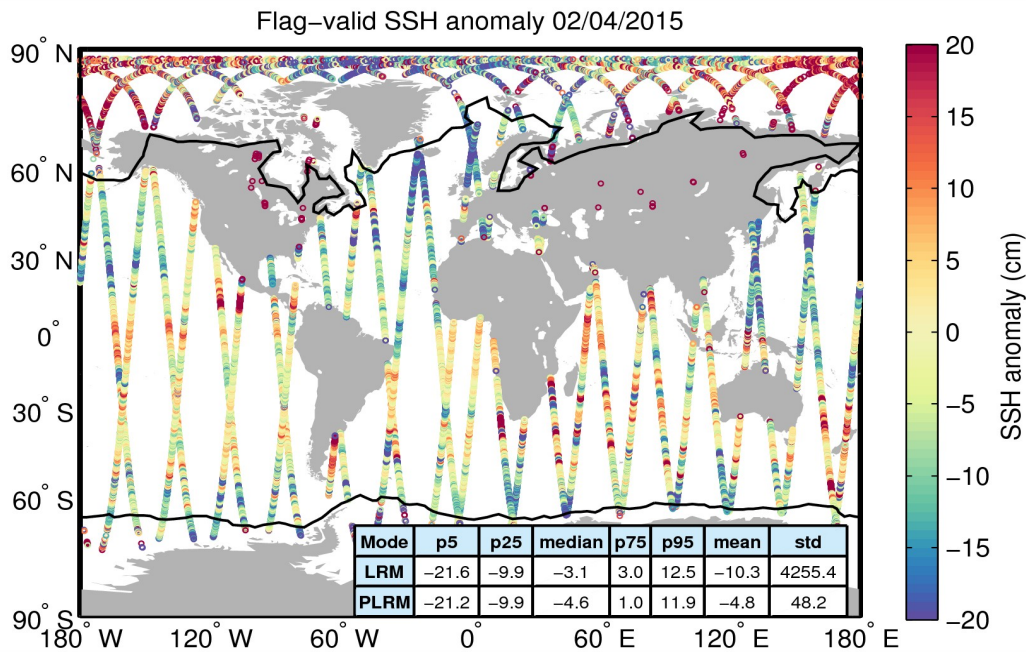 Flag−valid SSH anomaly 02/04/2015
90° N
60° N
30° N
0°
30° S
60° S
90° S
180° W 120° W 60° W 0° 60° E 120° E 180° E
Mode p5 p25 median p75 p95 mean std
LRM −21.6 −9.9 −3.1 3.0 12.5 −10.3 4255.4
PLRM −21.2 −9.9 −4.6 1.0 11.9 −4.8 48.2
20
15
10
5
0
−5
−10
−15
−20
SSH anomaly (cm)